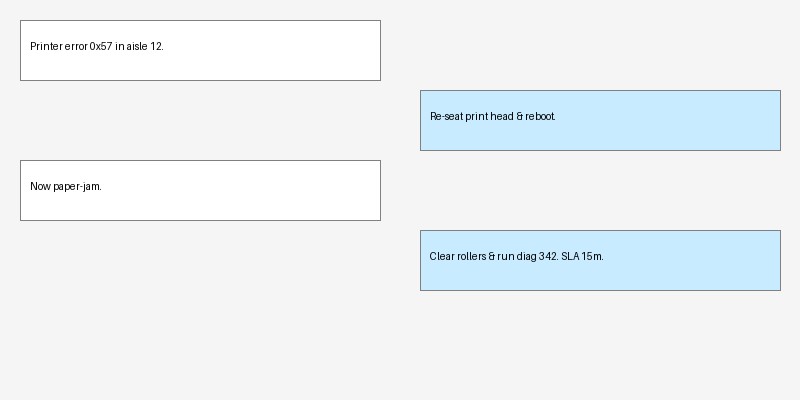 Printer error 0x57 in aisle 12.
Re-seat print head & reboot.
Now paper-jam.
Clear rollers & run diag 342. SLA 15m.